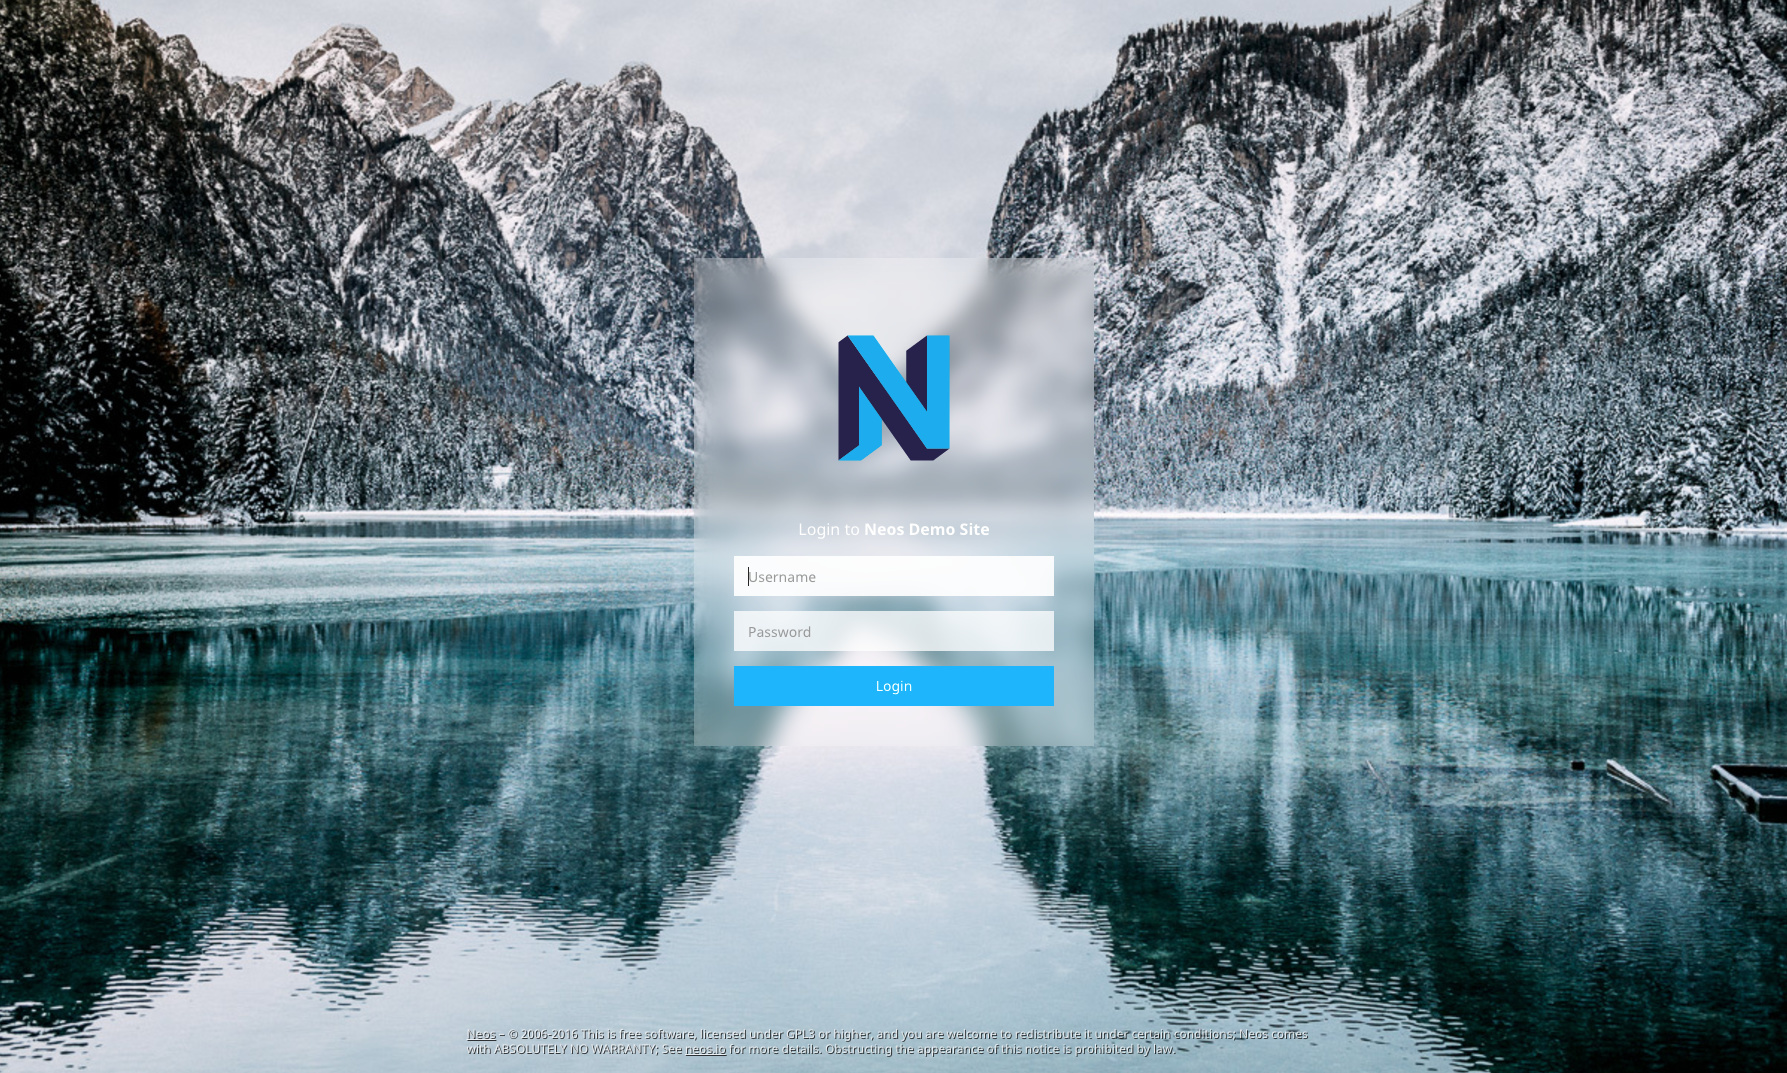 Login to Neos Demo Site
Username
Password
Login
Neos – © 2006-2016 This is free software, licensed under GPL3 or higher, and you are welcome to redistribute it under certain conditions; Neos comes
with ABSOLUTELY NO WARRANTY; See neos.io for more details. Obstructing the appearance of this notice is prohibited by law.